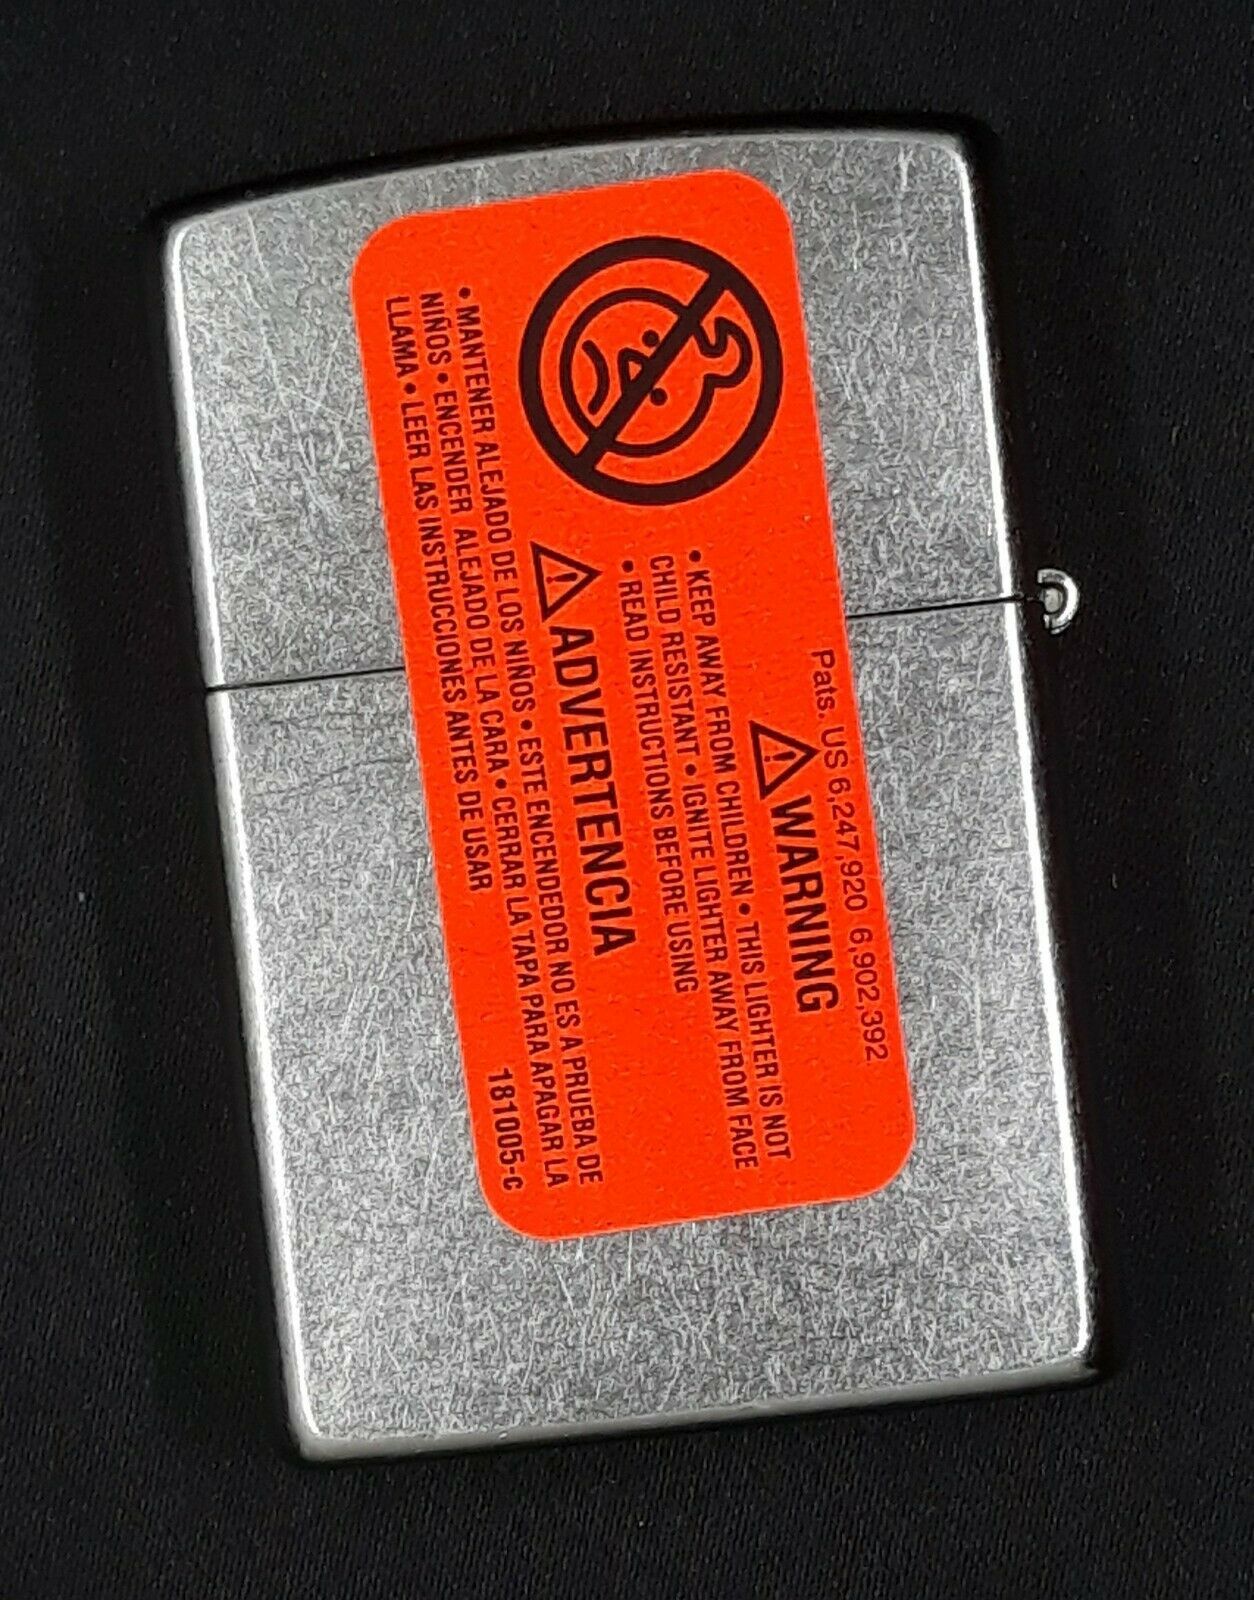 Pats. US 6,247,920 6,902,392
WARNING
• KEEP AWAY FROM CHILDREN • THIS LIGHTER IS NOT
CHILD RESISTANT • IGNITE LIGHTER AWAY FROM FACE
• READ INSTRUCTIONS BEFORE USING
ADVERTENCIA
• MANTENER ALEJADO DE LOS NIÑOS • ESTE ENCENDEDOR NO ES A PRUEBA DE
NIÑOS • ENCENDER ALEJADO DE LA CARA • CERRAR LA TAPA PARA APAGAR LA
LLAMA • LEER LAS INSTRUCCIONES ANTES DE USAR
181005-c